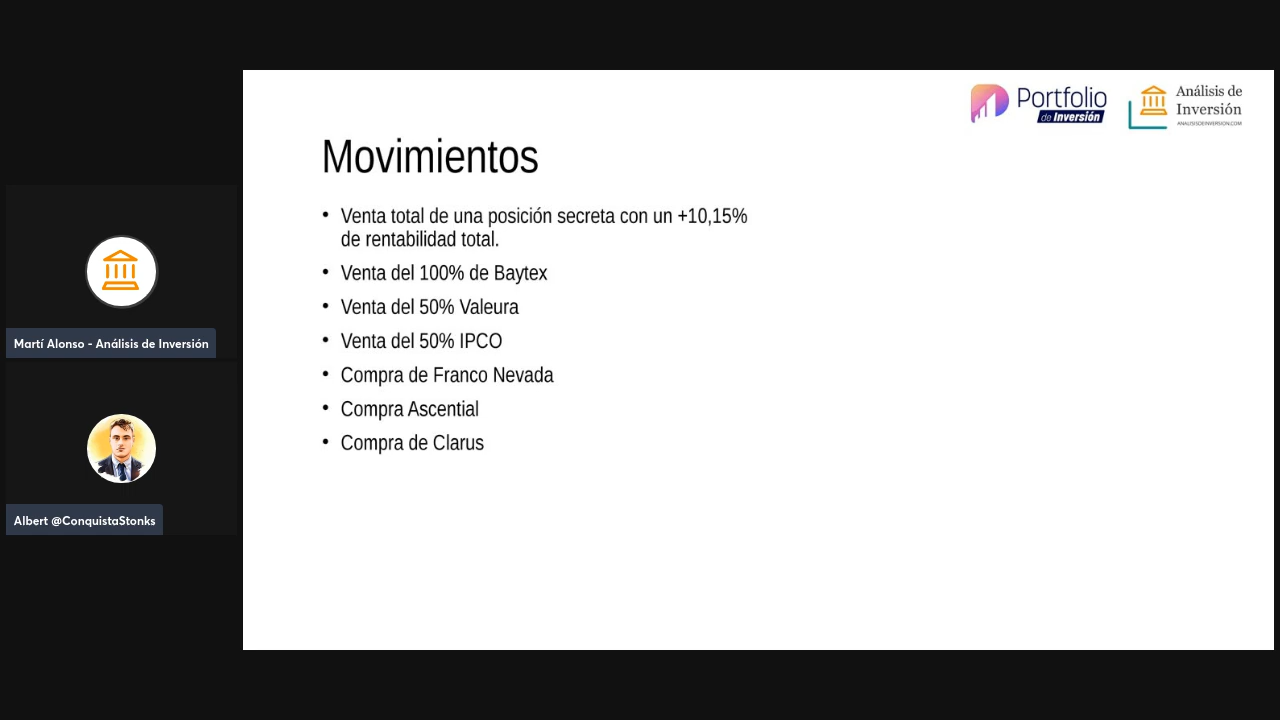 Portfolio
de Inversión
Análisis de
Inversión
ANALISISDEINVERSION.COM
Movimientos
• Venta total de una posición secreta con un +10,15%
de rentabilidad total.
• Venta del 100% de Baytex
• Venta del 50% Valeura
• Venta del 50% IPCO
• Compra de Franco Nevada
• Compra Ascential
• Compra de Clarus
Martí Alonso - Análisis de Inversión
Albert @ConquistaStonks